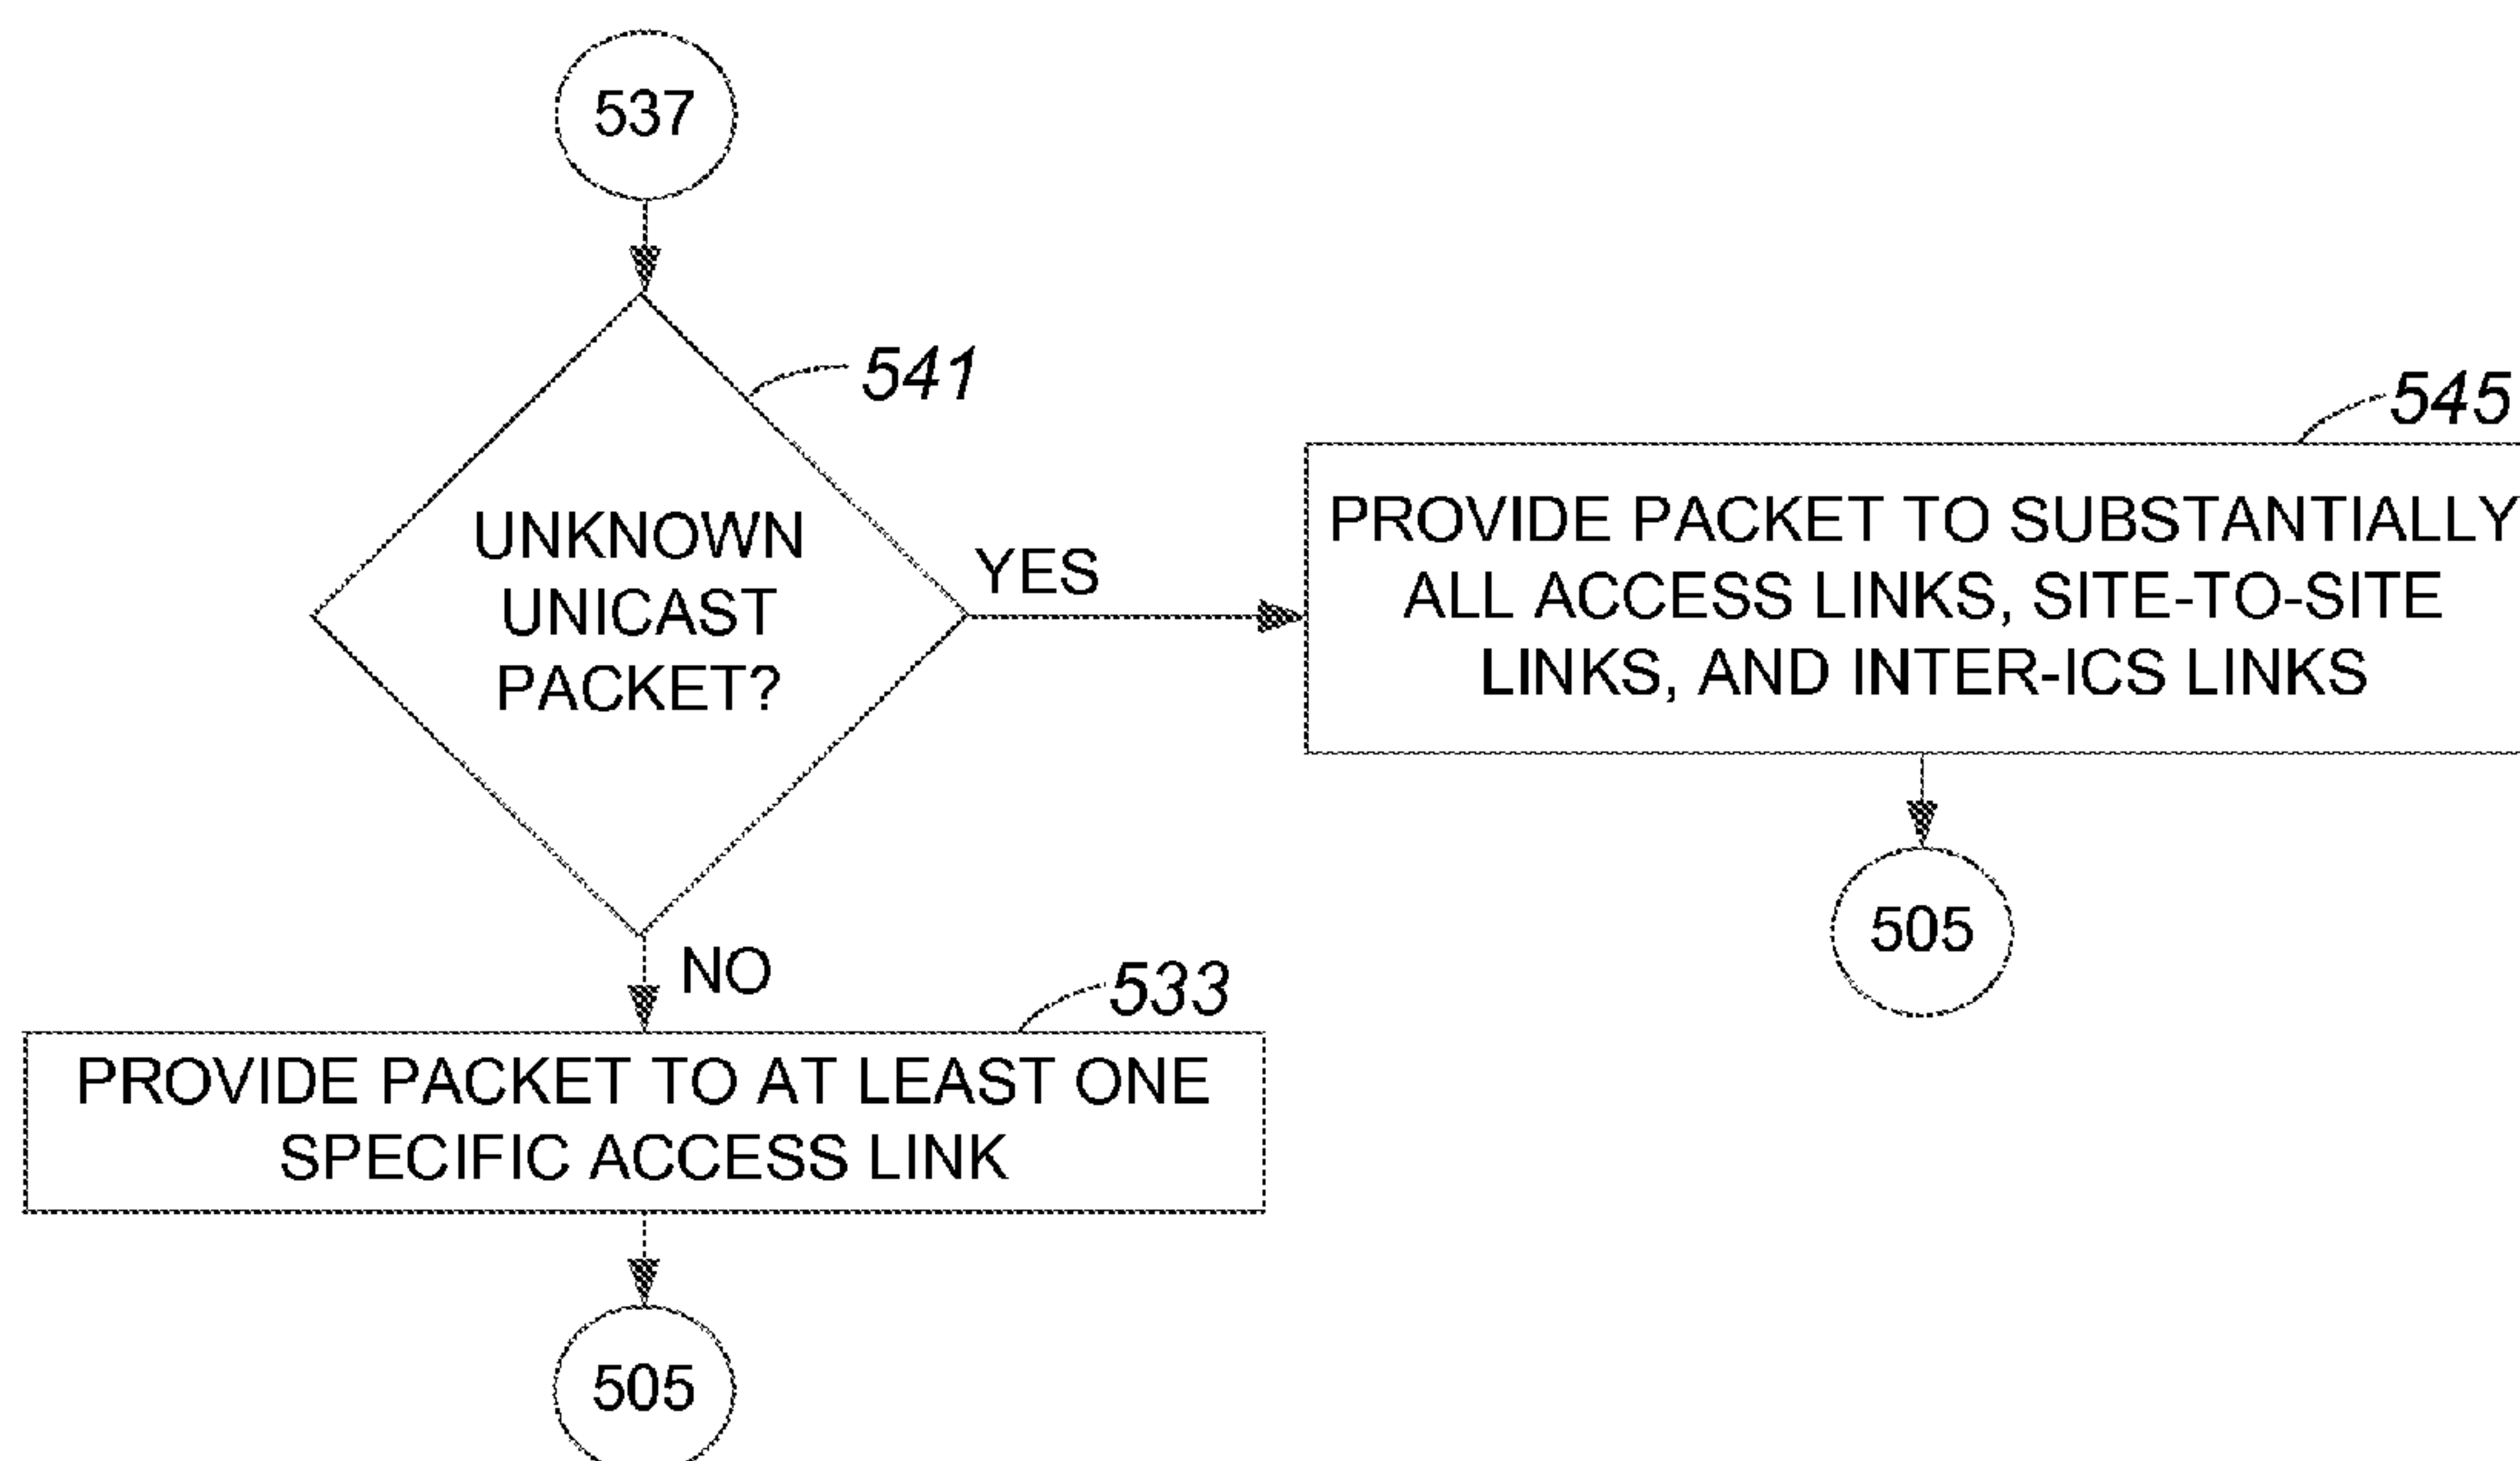 537
541
UNKNOWN
UNICAST
PACKET?
YES
545
PROVIDE PACKET TO SUBSTANTIALLY
ALL ACCESS LINKS, SITE-TO-SITE
LINKS, AND INTER-ICS LINKS
505
NO
533
PROVIDE PACKET TO AT LEAST ONE
SPECIFIC ACCESS LINK
505